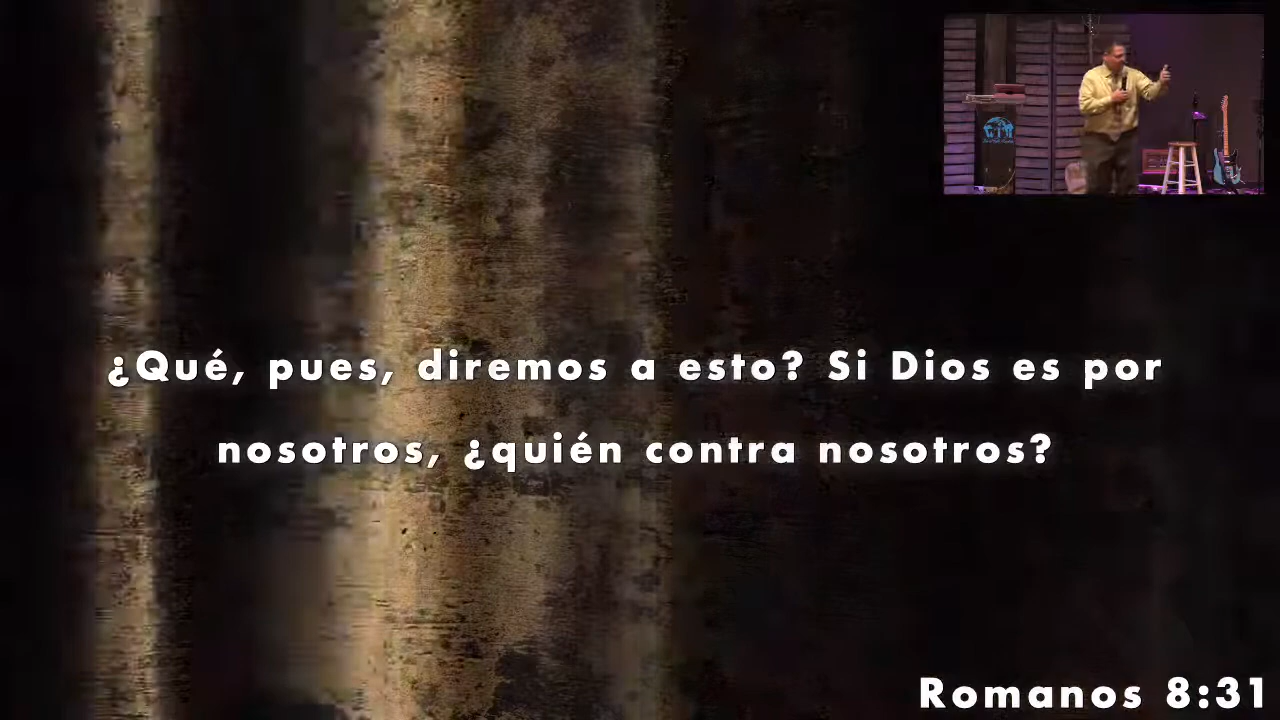 ¿Qué, pues, diremos a esto? Si Dios es por
nosotros, ¿quién contra nosotros?
Romanos 8:31